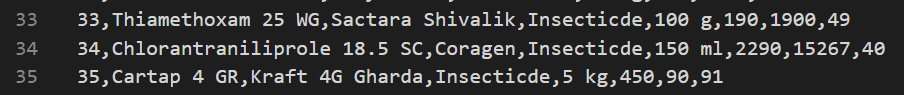 33 33,Thiamethoxam 25 WG,Sactara Shivalik,Insecticde,100 g,190,1900,49
34 34,Chlorantraniliprole 18.5 SC,Coragen,Insecticde,150 ml,2290,15267,40
35 35,Cartap 4 GR,Kraft 4G Gharda,Insecticde,5 kg,450,90,91